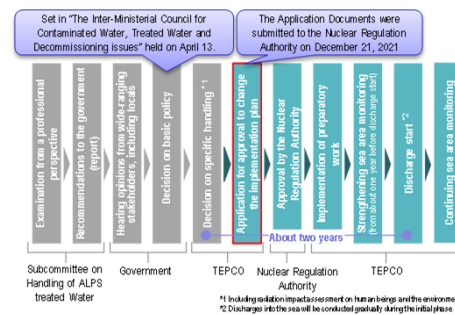 Set in "The Inter-Ministerial Council for
Contaminated Water, Treated Water and
Decommissioning issues" held on April 13.
The Application Documents were
submitted to the Nuclear Regulation
Authority on December 21, 2021
Examination from a professional
perspective
Recommendations to the government
(report)
Hearing opinions from wide-ranging
stakeholders, including locals
Decision on basic policy
Decision on specific handling *1
Application for approval to change
the Implementation plan
Approval by the Nuclear
Regulation Authority
Implementation of preparatory
work
Strengthening sea area monitoring
(from about one year before discharge start)
Discharge start *2
Continuing sea area monitoring
About two years
Subcommittee on
Handling of ALPS
treated Water
Government
TEPCO
Nuclear Regulation
Authority
TEPCO
*1 Including radiation impact assessment on human beings and the environme
*2 Discharges into the sea will be conducted gradually during the initial phase